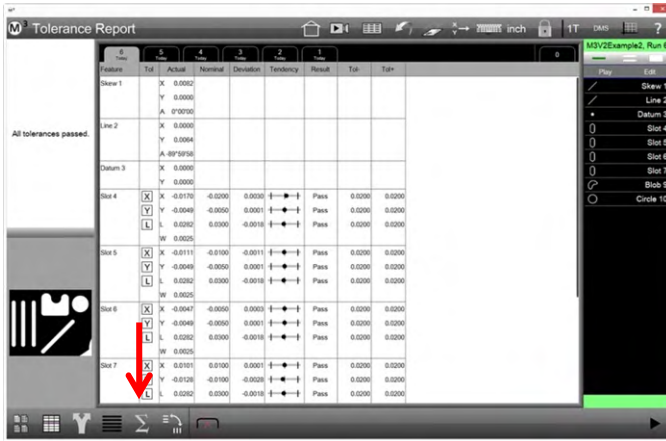 M3 Tolerance Report
inch
1T
DMS
?
All tolerances passed.
6 Today
5 Today
4 Today
3 Today
2 Today
1 Today
0
Feature Tol Actual Nominal Deviation Tendency Result Tol- Tol+
Skew 1 X 0.0082
Y 0.0000
A 0°00'00
Line 2 X 0.0000
Y 0.0064
A -89°59'58
Datum 3 X 0.0000
Y 0.0000
Slot 4 X X -0.0170 -0.0200 0.0030 Pass 0.0200 0.0200
Y Y -0.0049 -0.0050 0.0001 Pass 0.0200 0.0200
L L 0.0282 0.0300 -0.0018 Pass 0.0200 0.0200
W 0.0025
Slot 5 X X -0.0111 -0.0100 -0.0011 Pass 0.0200 0.0200
Y Y -0.0049 -0.0050 0.0001 Pass 0.0200 0.0200
L L 0.0282 0.0300 -0.0018 Pass 0.0200 0.0200
W 0.0025
Slot 6 X X -0.0047 -0.0050 0.0003 Pass 0.0200 0.0200
Y Y -0.0049 -0.0050 0.0001 Pass 0.0200 0.0200
L L 0.0282 0.0300 -0.0018 Pass 0.0200 0.0200
W 0.0025
Slot 7 X X 0.0101 0.0100 0.0001 Pass 0.0200 0.0200
Y -0.0128 -0.0100 -0.0028 Pass 0.0200 0.0200
L L 0.0282 0.0300 -0.0018 Pass 0.0200 0.0200
M3V2Example2, Run 6
Play Edit
Skew 1
Line 2
Datum 3
Slot 4
Slot 5
Slot 6
Slot 7
Blob 9
Circle 10